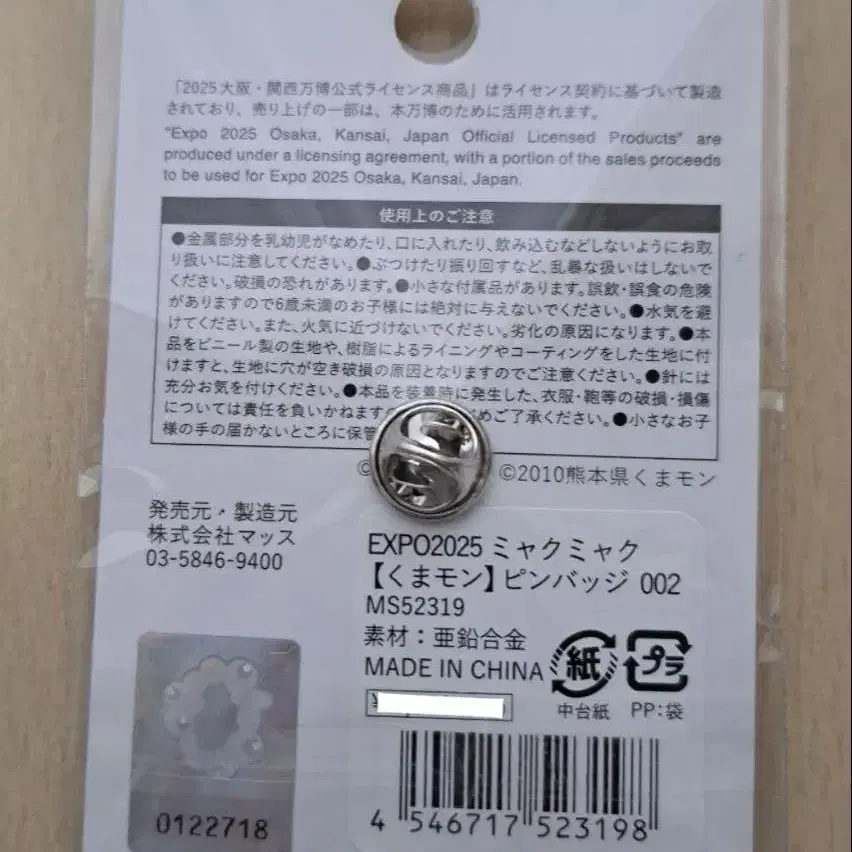 「2025大阪・関西万博公式ライセンス商品」はライセンス契約に基づいて製造
されており、売り上げの一部は、本万博のために活用されます。
"Expo 2025 Osaka, Kansai, Japan Official Licensed Products" are
produced under a licensing agreement, with a portion of the sales proceeds
to be used for Expo 2025 Osaka, Kansai, Japan.
使用上のご注意
●金属部分を乳幼児がなめたり、口に入れたり、飲み込むなどしないようにお取
り扱いに注意してください。●ぶつけたり振り回すなど、乱暴な扱いはしないで
ください。破損の恐れがあります。●小さな付属品があります。誤飲・誤食の危険
がありますので6歳未満のお子様には絶対に与えないでください。●水気を避
けてください。また、火気に近づけないでください。劣化の原因になります。●本
品をビニール製の生地や、樹脂によるライニングやコーティングをした生地に付
けますと、生地に穴が空き破損の原因となりますのでご注意ください。●針には
充分お気を付けください。●本品を装着時に発生した、衣服・鞄等の破損・損傷
については責任を負いかねます めご了承ください。●小さなお子
様の手の届かないところに保管
©
©2010熊本県くまモン
発売元・製造元
株式会社マッス
03-5846-9400
EXPO2025 ミャクミャク
【くまモン】ピンバッジ 002
MS52319
素材：亜鉛合金
MADE IN CHINA
紙
プラ
中台紙
PP:袋
0122718
4 546717 523198